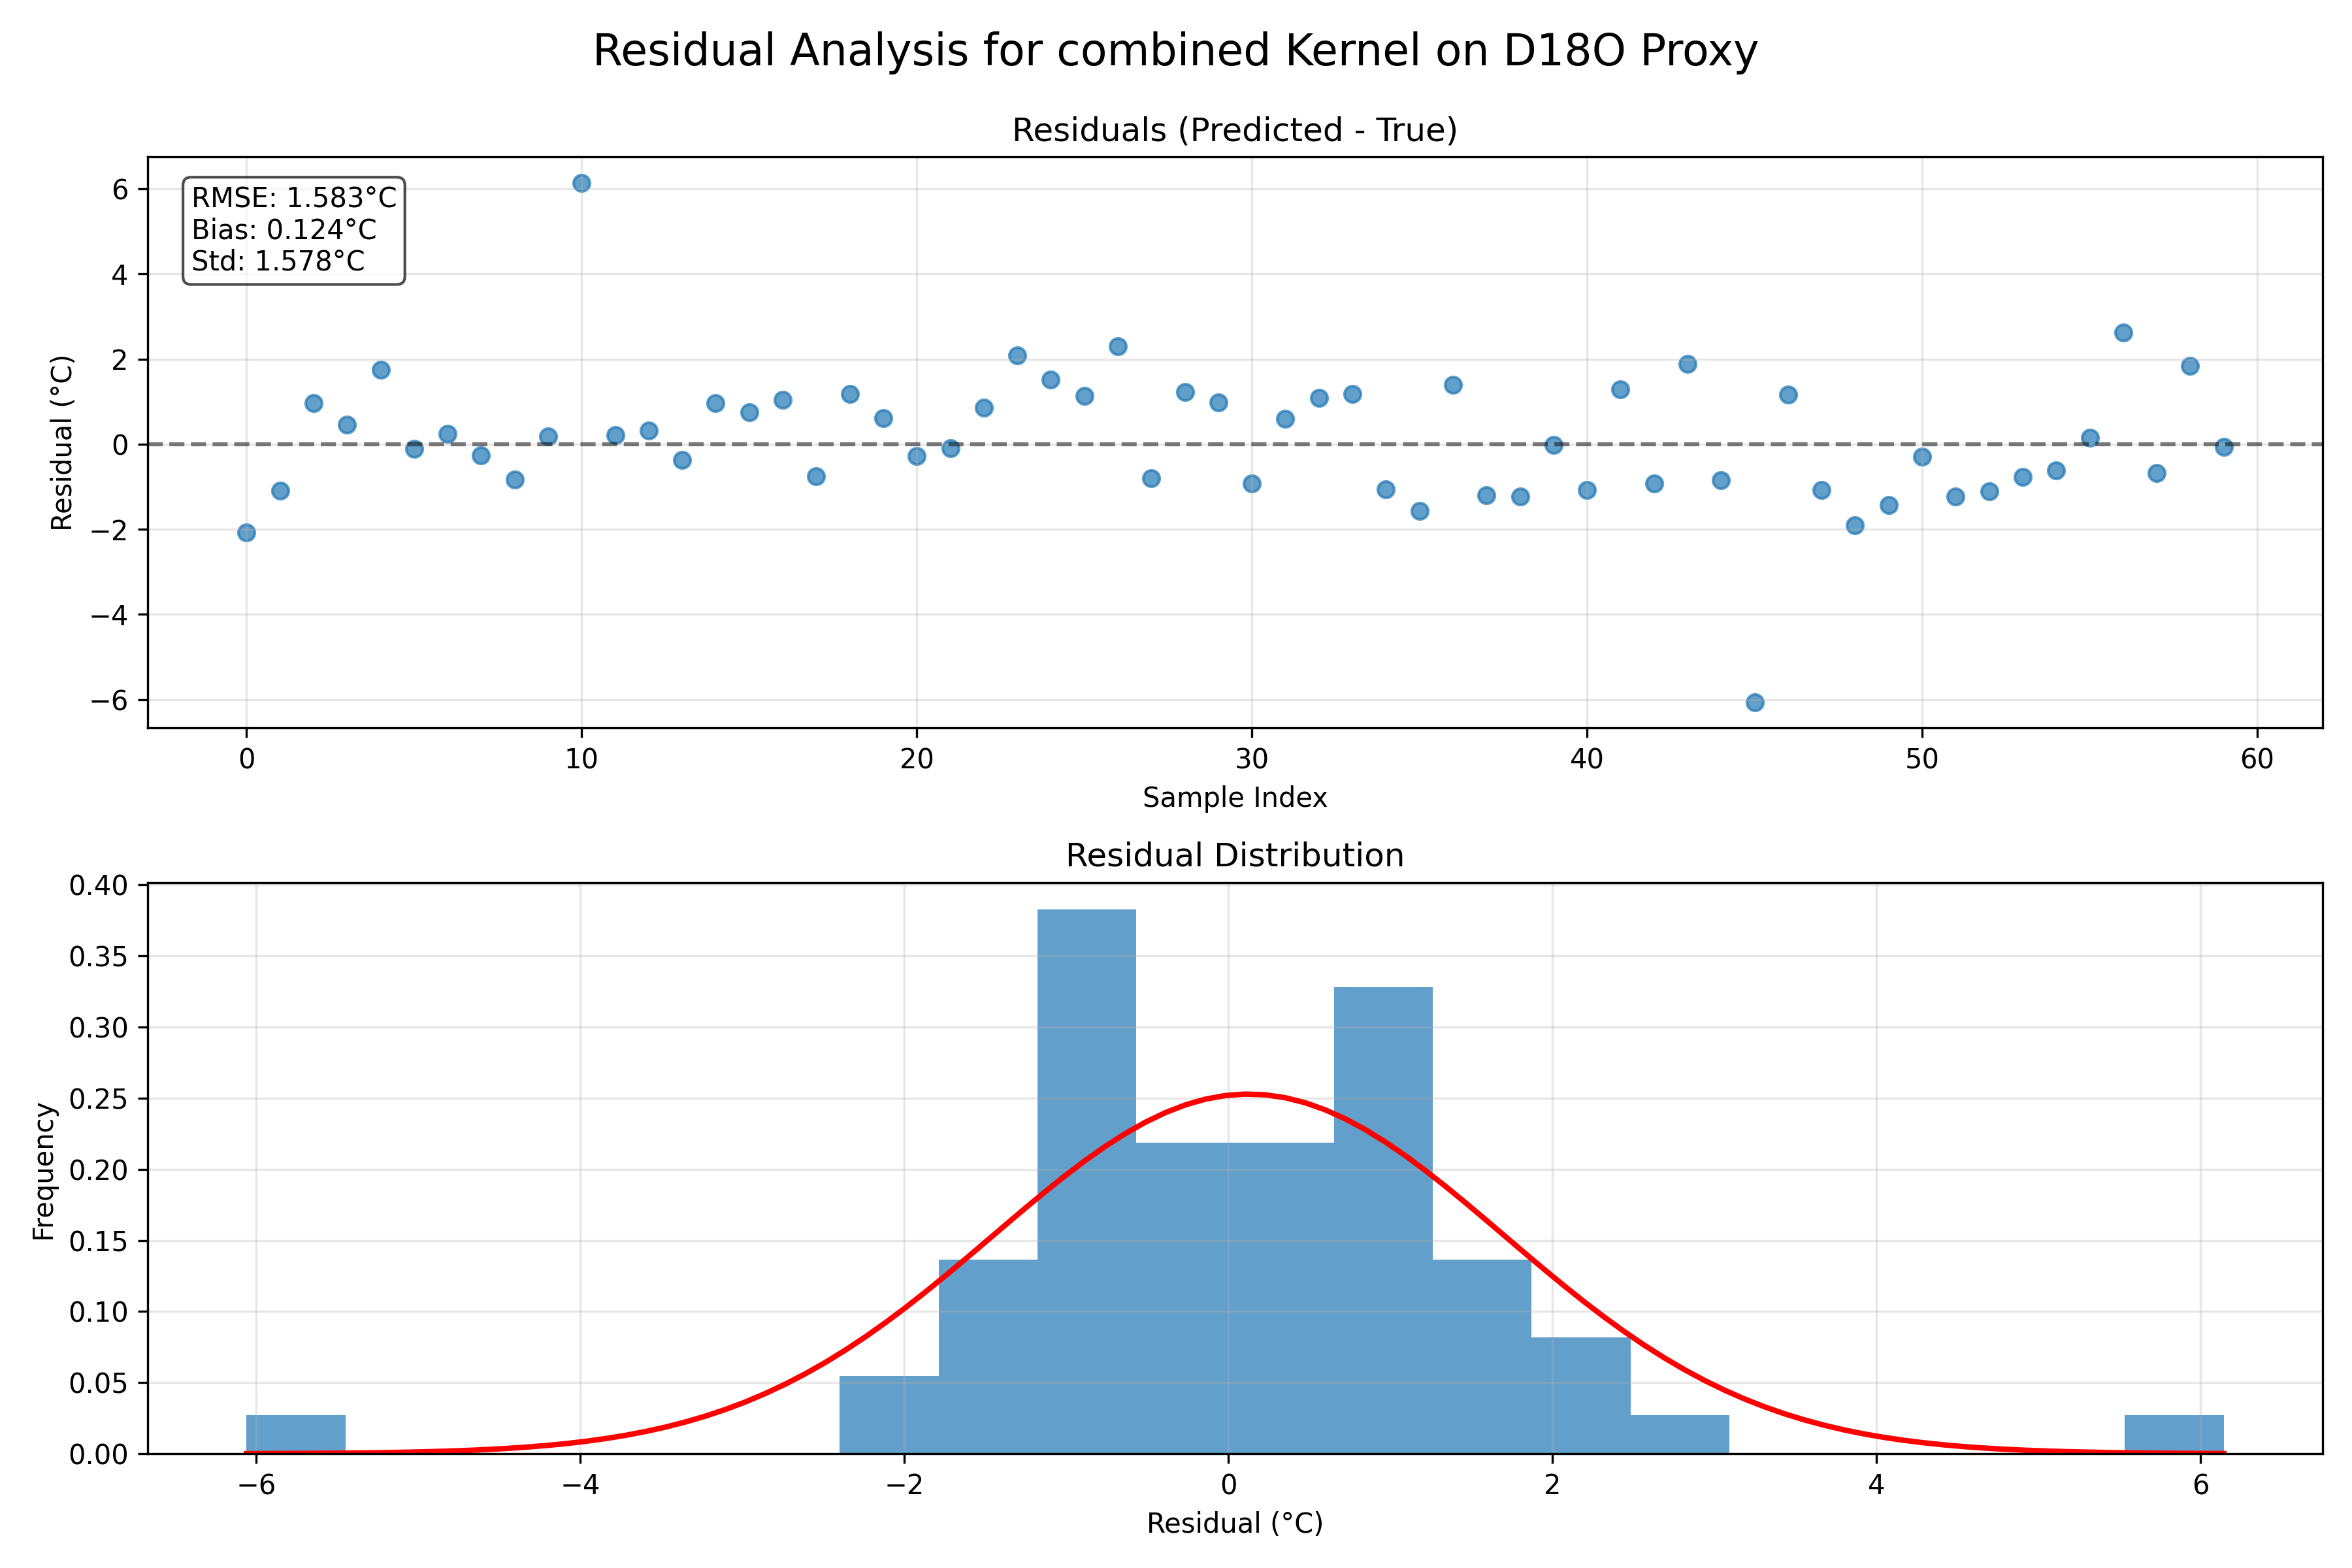 Residual Analysis for combined Kernel on D18O Proxy
Residuals (Predicted - True)
RMSE: 1.583°C
Bias: 0.124°C
Std: 1.578°C
Residual (°C)
6
4
2
0
−2
−4
−6
0 10 20 30 40 50 60
Sample Index
Residual Distribution
Frequency
0.40
0.35
0.30
0.25
0.20
0.15
0.10
0.05
0.00
−6 −4 −2 0 2 4 6
Residual (°C)